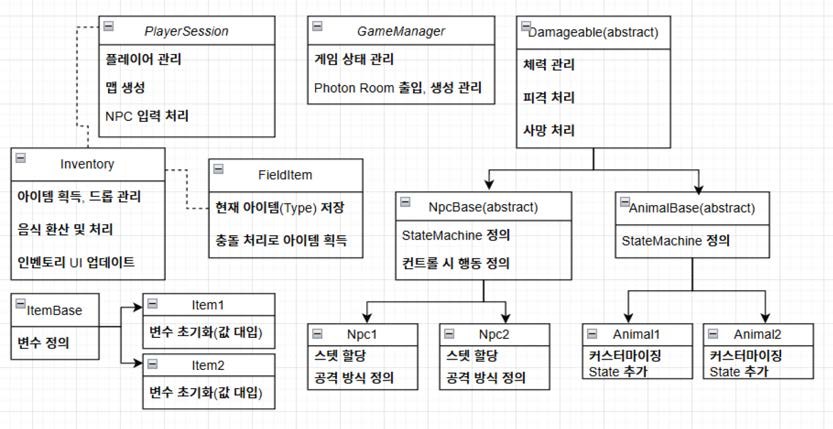 PlayerSession
플레이어 관리
맵 생성
NPC 입력 처리
GameManager
게임 상태 관리
Photon Room 출입, 생성 관리
Damageable(abstract)
체력 관리
피격 처리
사망 처리
Inventory
아이템 획득, 드롭 관리
음식 환산 및 처리
인벤토리 UI 업데이트
FieldItem
현재 아이템(Type) 저장
충돌 처리로 아이템 획득
NpcBase(abstract)
StateMachine 정의
컨트롤 시 행동 정의
AnimalBase(abstract)
StateMachine 정의
ItemBase
변수 정의
Item1
변수 초기화(값 대입)
Item2
변수 초기화(값 대입)
Npc1
스텟 할당
공격 방식 정의
Npc2
스텟 할당
공격 방식 정의
Animal1
커스터마이징
State 추가
Animal2
커스터마이징
State 추가